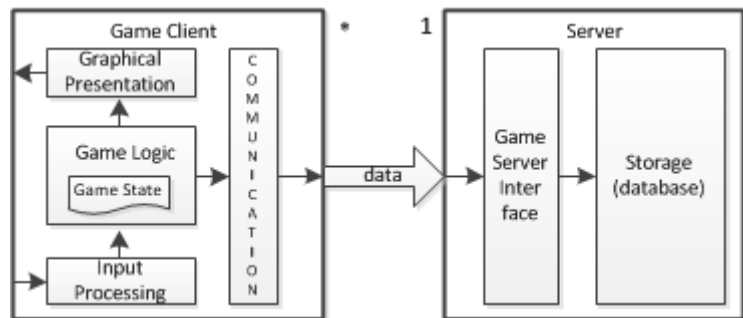 Game Client
*
1
Server
Graphical
Presentation
Game Logic
Game State
Input
Processing
COMMUNICATION
data
Game
Server
Inter
face
Storage
(database)